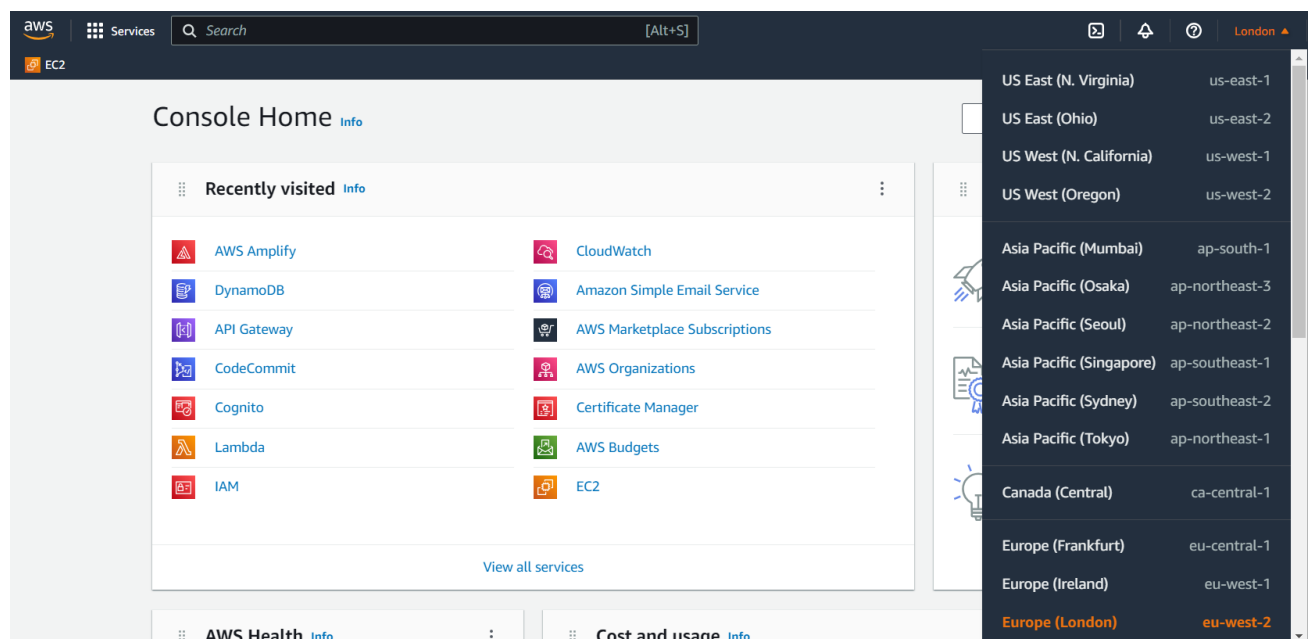 aws
Services
Search [Alt+S]
London
EC2
Console Home Info
Recently visited Info
AWS Amplify
DynamoDB
API Gateway
CodeCommit
Cognito
Lambda
IAM
CloudWatch
Amazon Simple Email Service
AWS Marketplace Subscriptions
AWS Organizations
Certificate Manager
AWS Budgets
EC2
View all services
AWS Health Info
Cost and usage Info
US East (N. Virginia) us-east-1
US East (Ohio) us-east-2
US West (N. California) us-west-1
US West (Oregon) us-west-2
Asia Pacific (Mumbai) ap-south-1
Asia Pacific (Osaka) ap-northeast-3
Asia Pacific (Seoul) ap-northeast-2
Asia Pacific (Singapore) ap-southeast-1
Asia Pacific (Sydney) ap-southeast-2
Asia Pacific (Tokyo) ap-northeast-1
Canada (Central) ca-central-1
Europe (Frankfurt) eu-central-1
Europe (Ireland) eu-west-1
Europe (London) eu-west-2